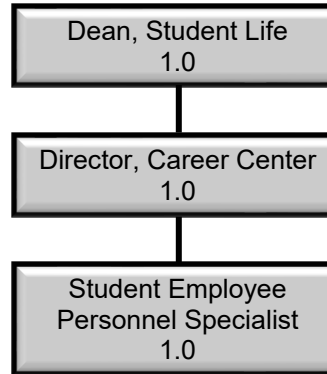 Dean, Student Life
1.0
Director, Career Center
1.0
Student Employee
Personnel Specialist
1.0